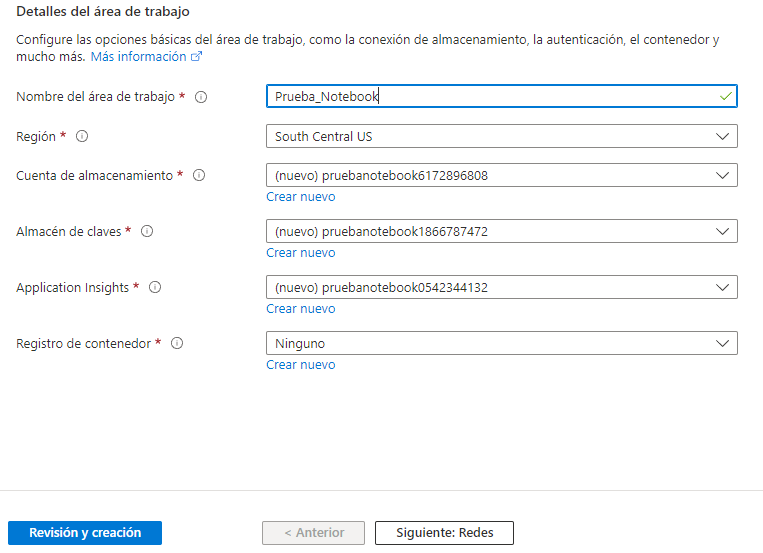 Detalles del área de trabajo
Configure las opciones básicas del área de trabajo, como la conexión de almacenamiento, la autenticación, el contenedor y
mucho más. Más información
Nombre del área de trabajo *
Prueba_Notebook
Región *
South Central US
Cuenta de almacenamiento *
(nuevo) pruebanotebook6172896808
Crear nuevo
Almacén de claves *
(nuevo) pruebanotebook1866787472
Crear nuevo
Application Insights *
(nuevo) pruebanotebook0542344132
Crear nuevo
Registro de contenedor *
Ninguno
Crear nuevo
Revisión y creación
< Anterior
Siguiente: Redes